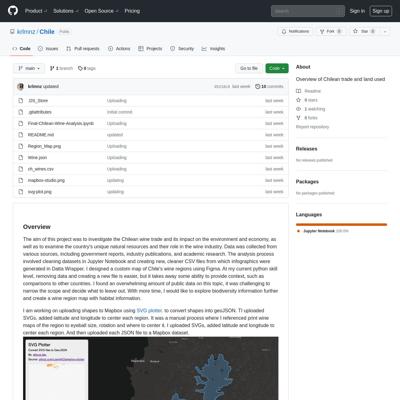 Product Solutions Open Source Pricing Search Sign in Sign up
krlmnz / Chile Public Notifications Fork 0 Star 0
Code Issues Pull requests Actions Projects Security Insights
main 1 branch 0 tags Go to file Code
krlmnz updated last week 10 commits
.DS_Store Uploading last week
.gitattributes Initial commit last week
Final-Chilean-Wine-Analysis.ipynb Uploading last week
README.md updated last week
Region_Map.png Uploading last week
Wine.json Uploading last week
ch_wines.csv Uploading last week
mapbox-studio.png updating last week
svg-plot.png updating last week
About
Overview of Chilean trade and land used
Readme
0 stars
1 watching
0 forks
Report repository
Releases
No releases published
Packages
No packages published
Languages
Jupyter Notebook 100.0%
Overview
The aim of this project was to investigate the Chilean wine trade and its impact on the environment and economy, as
well as to examine the country's unique natural resources and their role in the wine industry. Data was collected from
various sources, including government reports, industry publications, and academic research. The analysis process
involved cleaning datasets in Jupyter Notebook and creating new, cleaner CSV files from which infographics were
generated in Data Wrapper. I designed a custom map of Chile's wine regions using Figma. At my current python skill
level, removing data and creating a new file is easier, but it takes away some ability to provide context, such as
comparisons to other countries. I found an overwhelming amount of public data on this topic, it was challenging to
narrow the scope and decide what to leave out. With more time, I would like to explore biodiversity further
and create a wine region map with habitat information.
I am working on uploading shapes to Mapbox using SVG plotter. to convert shapes into geoJSON. TI uploaded
SVGs, added latitude and longitude to center each region. It was a manual process where I referenced print wine
maps of the region to eyeball size, rotation and where to center it. I uploaded SVGs, added latitude and longitude to
center each region. And then uploaded each JSON file to a Mapbox dataset.
SVG Plotter